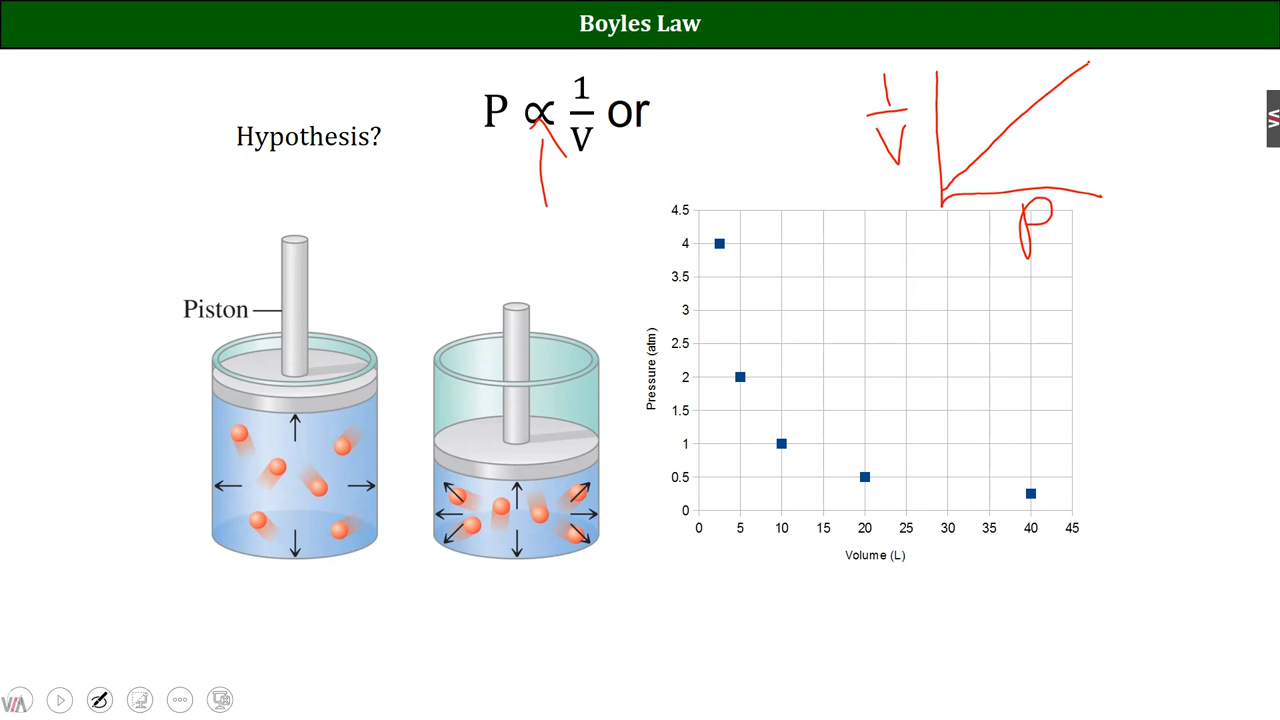 Boyles Law
Hypothesis?
P ∝ 1/V or
1/V
P
Piston
Pressure (atm)
4.5
4
3.5
3
2.5
2
1.5
1
0.5
0
0 5 10 15 20 25 30 35 40 45
Volume (L)